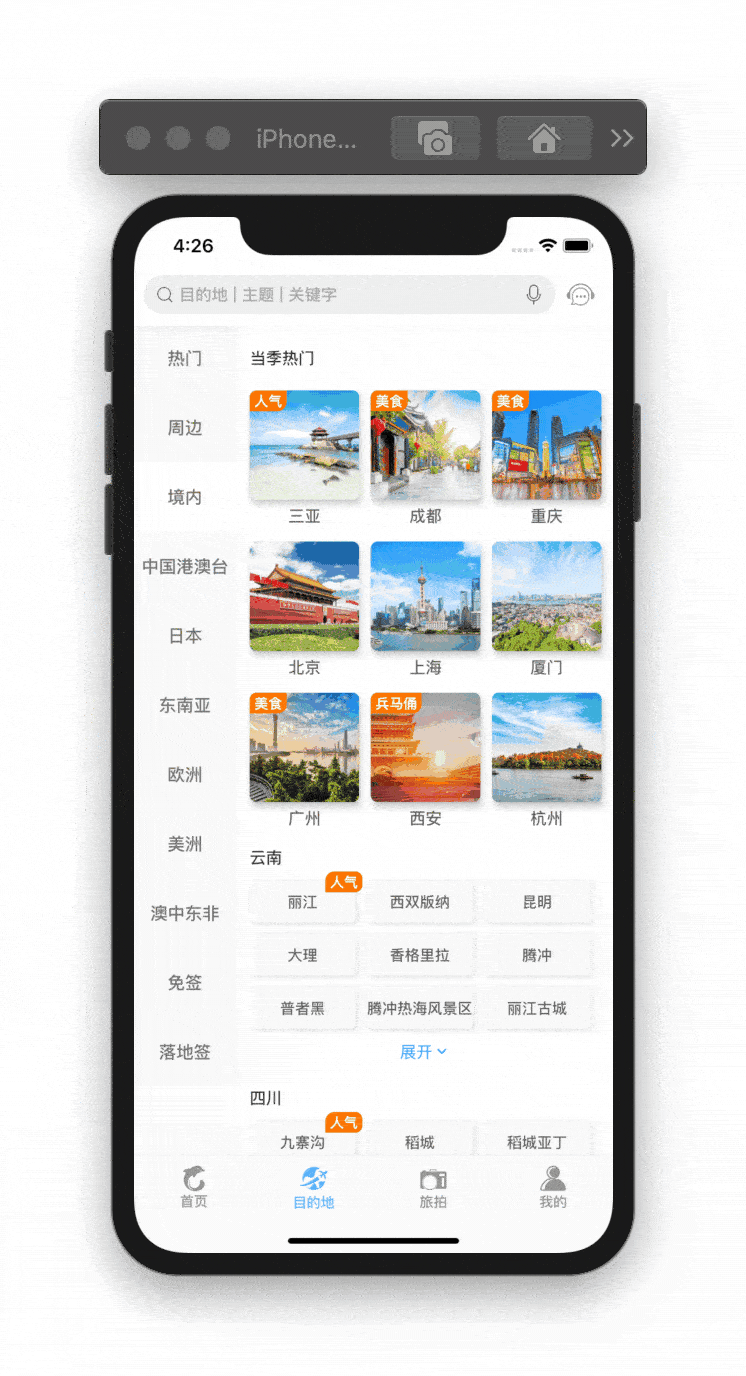 iPhone...
4:26
目的地 | 主题 | 关键字
热门
周边
境内
中国港澳台
日本
东南亚
欧洲
美洲
澳中东非
免签
落地签
当季热门
人气 美食 美食
三亚 成都 重庆
北京 上海 厦门
美食 兵马俑
广州 西安 杭州
云南
人气
丽江 西双版纳 昆明
大理 香格里拉 腾冲
普者黑 腾冲热海风景区 丽江古城
展开
四川
人气
九寨沟 稻城 稻城亚丁
首页 目的地 旅拍 我的